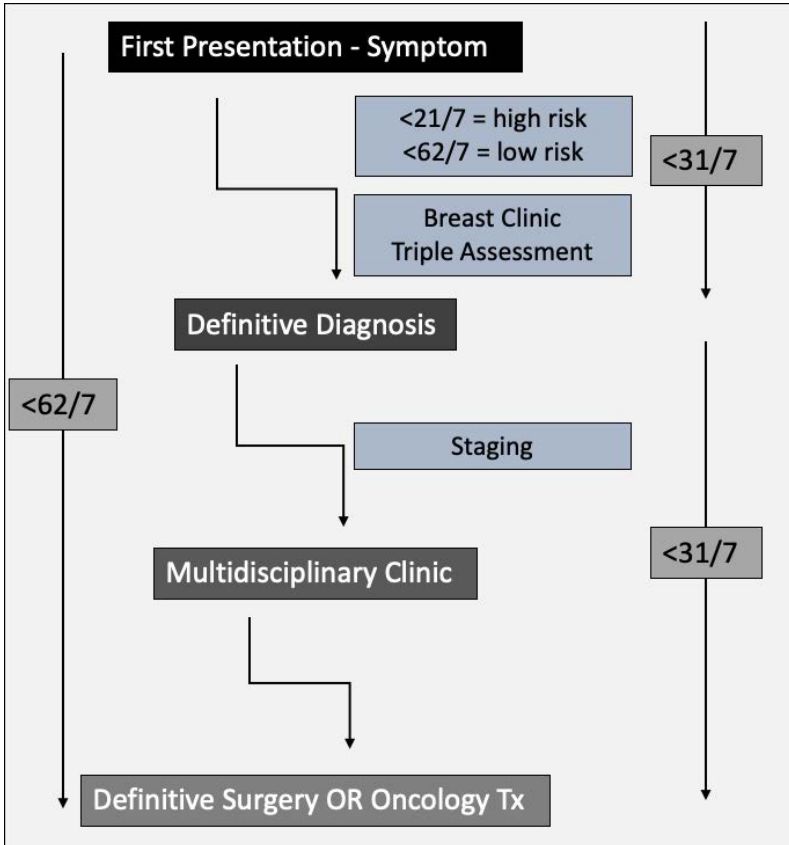 First Presentation - Symptom
<21/7 = high risk
<62/7 = low risk
<31/7
Breast Clinic
Triple Assessment
Definitive Diagnosis
<62/7
Staging
<31/7
Multidisciplinary Clinic
Definitive Surgery OR Oncology Tx